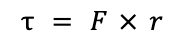 τ = F × r